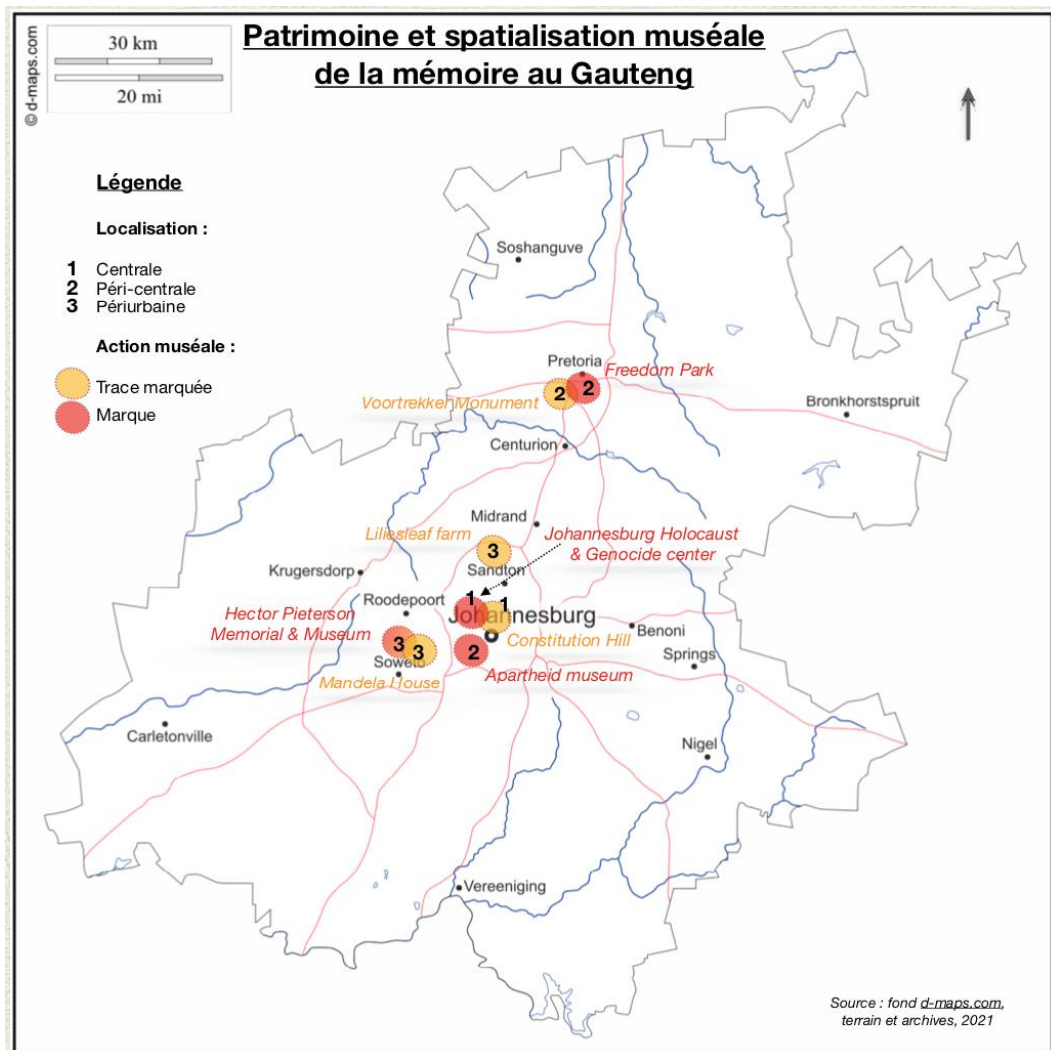 Patrimoine et spatialisation muséale
de la mémoire au Gauteng
30 km
20 mi
© d-maps.com
Légende
Localisation :
1 Centrale
2 Péri-centrale
3 Périurbaine
Action muséale :
Trace marquée
Marque
Soshanguve
Pretoria
Freedom Park
2
2
Voortrekker Monument
Bronkhorstspruit
Centurion
Midrand
Liliesleaf farm
Johannesburg Holocaust
& Genocide center
3
Sandton
Krugersdorp
Roodepoort
1
1
Johannesburg
Hector Pieterson
Memorial & Museum
Benoni
Constitution Hill
3
3
2
Springs
Soweto
Mandela House
Apartheid museum
Carletonville
Nigel
Vereeniging
Source : fond d-maps.com,
terrain et archives, 2021